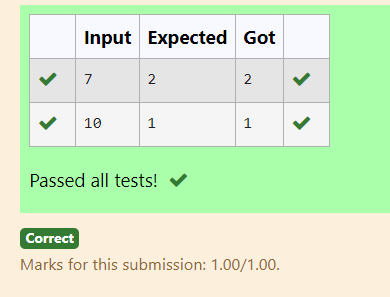 Input Expected Got
7 2 2
10 1 1
Passed all tests!
Correct
Marks for this submission: 1.00/1.00.